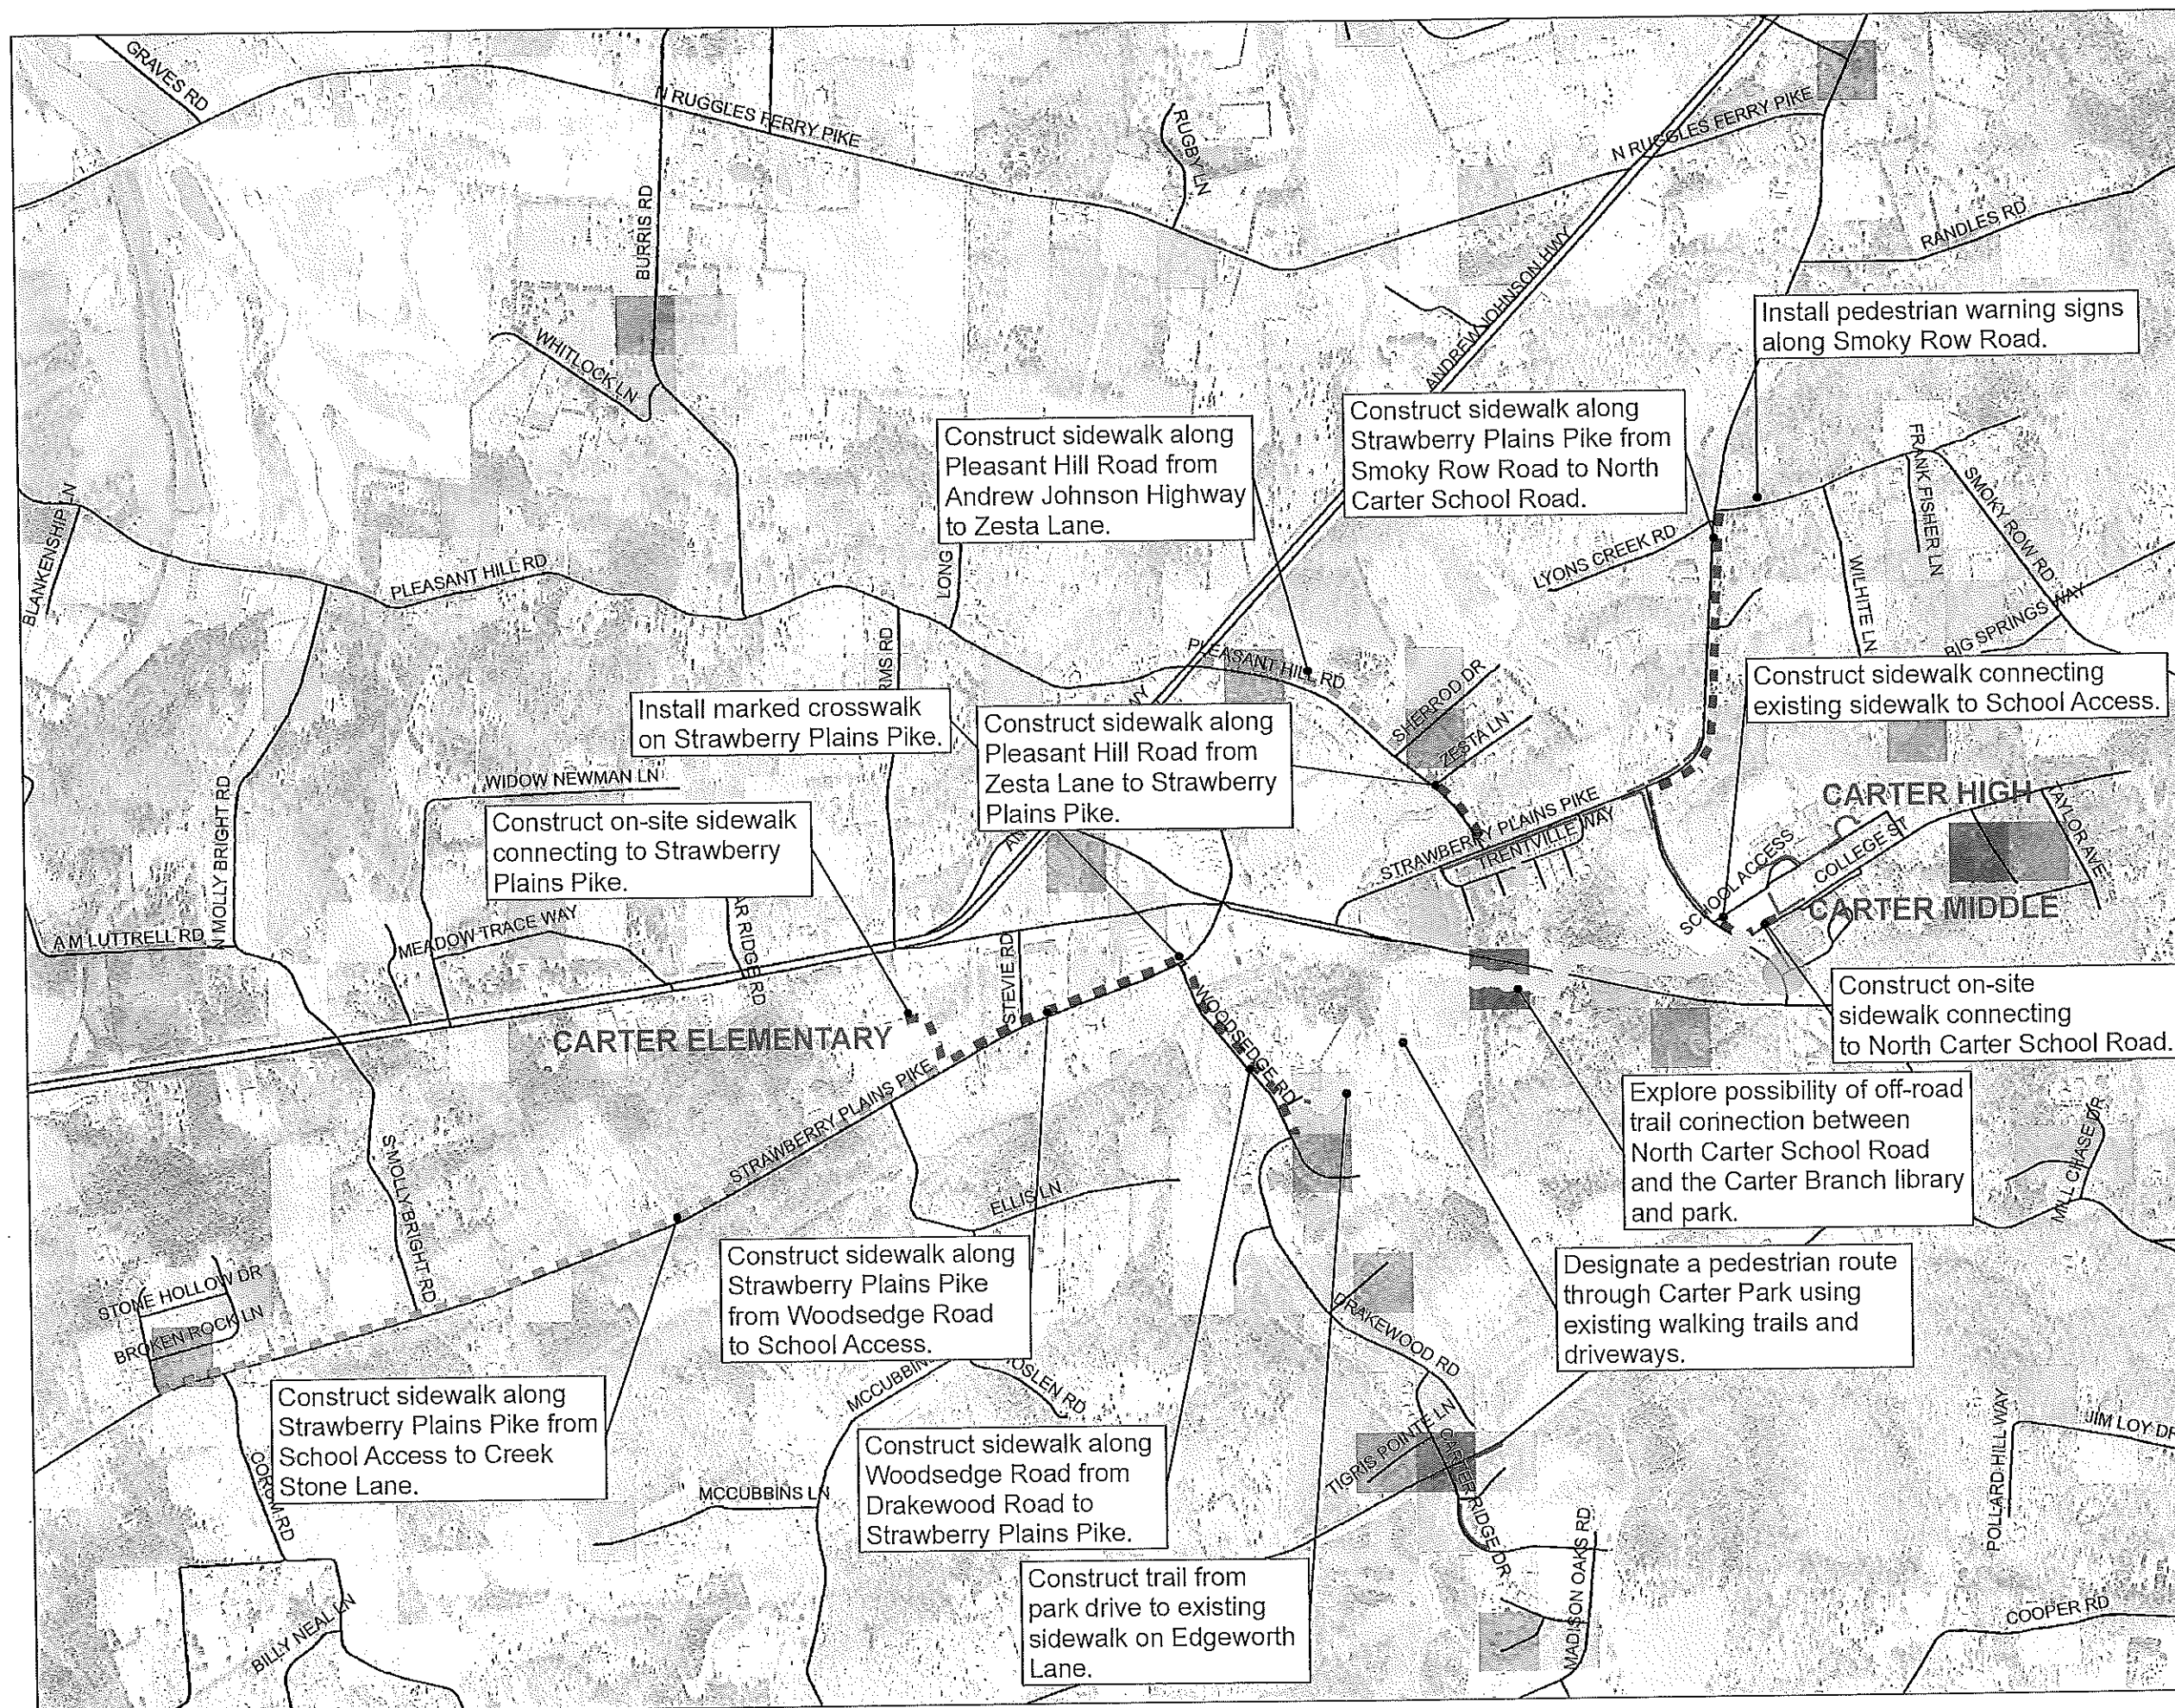 GRAVES RD
N RUGGLES FERRY PIKE
RUGBY LN
N RUGGLES FERRY PIKE
RANDLES RD
BURRIS RD
WHITLOCK LN
ANDREW JOHNSON HWY
Install pedestrian warning signs
along Smoky Row Road.
Construct sidewalk along
Strawberry Plains Pike from
Smoky Row Road to North
Carter School Road.
Construct sidewalk along
Pleasant Hill Road from
Andrew Johnson Highway
to Zesta Lane.
FRANK FISHER LN
SMOKY ROW RD
WILHITE LN
BIG SPRINGS WAY
LYONS CREEK RD
BLANKENSHIP LN
PLEASANT HILL RD
LONG
RMS RD
PLEASANT HILL RD
SHERROD DR
ZESTA LN
Construct sidewalk connecting
existing sidewalk to School Access.
Install marked crosswalk
on Strawberry Plains Pike.
Construct sidewalk along
Pleasant Hill Road from
Zesta Lane to Strawberry
Plains Pike.
WIDOW NEWMAN LN
N MOLLY BRIGHT RD
Construct on-site sidewalk
connecting to Strawberry
Plains Pike.
STRAWBERRY PLAINS PIKE
TRENTVILLE WAY
CARTER HIGH
TAYLOR AVE
SCHOOL ACCESS
COLLEGE ST
CARTER MIDDLE
A M LUTTRELL RD
MEADOW TRACE WAY
AR RIDGE RD
STEVIE RD
WOODSEDGE RD
CARTER ELEMENTARY
Construct on-site
sidewalk connecting
to North Carter School Road.
Explore possibility of off-road
trail connection between
North Carter School Road
and the Carter Branch library
and park.
MILL CHASE DR
STRAWBERRY PLAINS PIKE
S MOLLY BRIGHT RD
ELLIS LN
Construct sidewalk along
Strawberry Plains Pike
from Woodsedge Road
to School Access.
Designate a pedestrian route
through Carter Park using
existing walking trails and
driveways.
STONE HOLLOW DR
BROKEN ROCK LN
DRAKEWOOD RD
MCCUBBIN
OSLEN RD
Construct sidewalk along
Strawberry Plains Pike from
School Access to Creek
Stone Lane.
CORUM RD
MCCUBBINS LN
Construct sidewalk along
Woodsedge Road from
Drakewood Road to
Strawberry Plains Pike.
TIGRIS POINTE LN
CARTER RIDGE DR
MADISON OAKS RD
POLLARD HILL WAY
JIM LOY DR
Construct trail from
park drive to existing
sidewalk on Edgeworth
Lane.
BILLY NEAL LN
COOPER RD